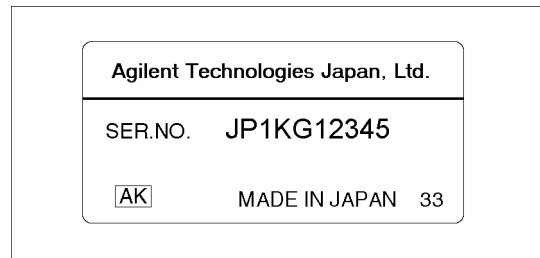 Agilent Technologies Japan, Ltd.
SER.NO. JP1KG12345
AK MADE IN JAPAN 33